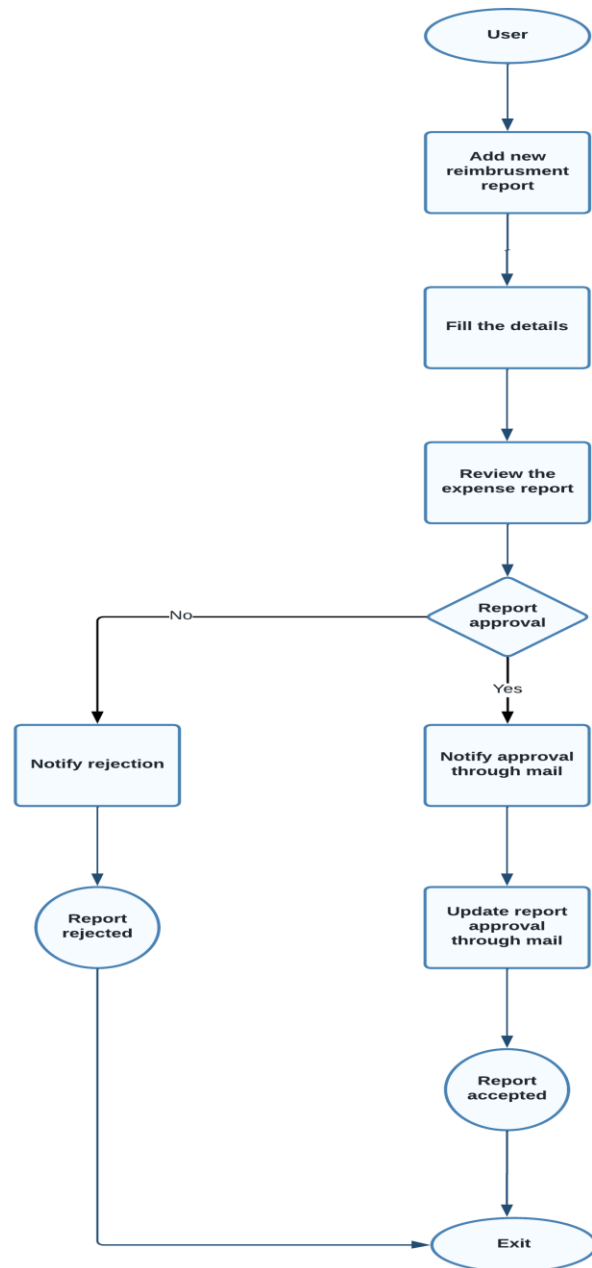 User
Add new
reimbrusment
report
Fill the details
Review the
expense report
Report
approval
No
Yes
Notify rejection
Notify approval
through mail
Report
rejected
Update report
approval
through mail
Report
accepted
Exit